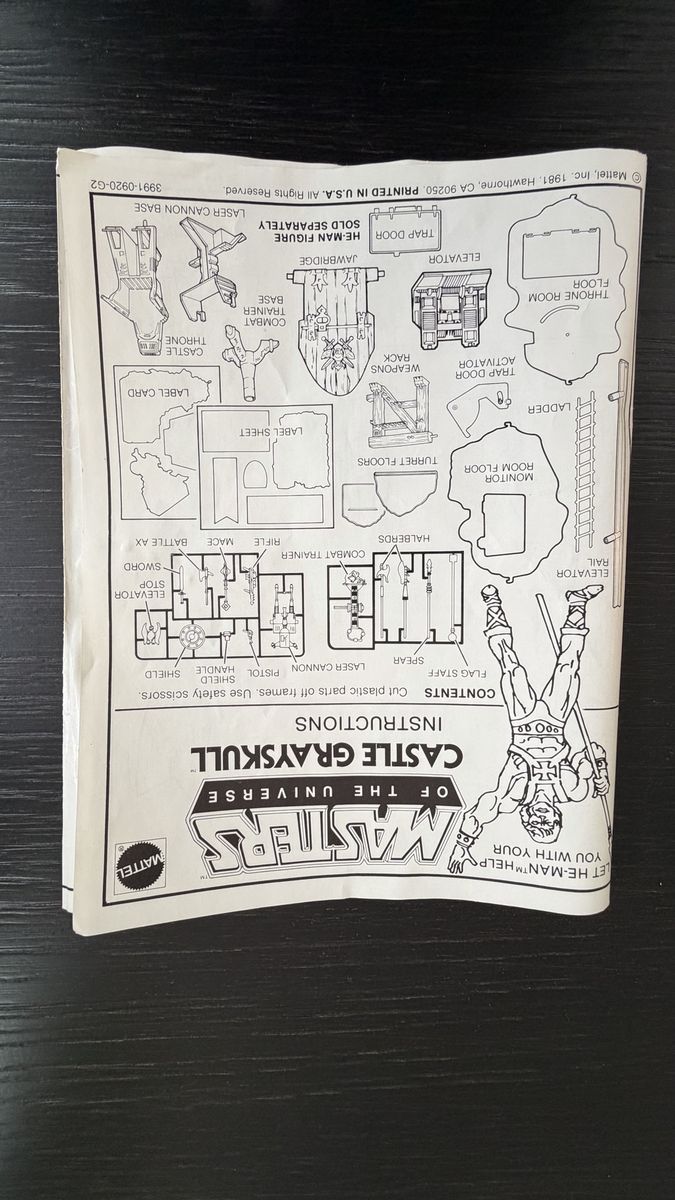 LET HE-MAN™ HELP
YOU WITH YOUR
MASTERS™
OF THE UNIVERSE
MATTEL®
CASTLE GRAYSKULL™
INSTRUCTIONS
CONTENTS Cut plastic parts off frames. Use safety scissors.
FLAG STAFF
SPEAR
LASER CANNON
PISTOL
SHIELD
HANDLE
SHIELD
ELEVATOR
STOP
SWORD
HALBERDS
COMBAT TRAINER
RIFLE
MACE
BATTLE AX
ELEVATOR
RAIL
LADDER
MONITOR
ROOM FLOOR
TURRET FLOORS
LABEL SHEET
LABEL CARD
TRAP DOOR
ACTIVATOR
WEAPONS
RACK
THRONE ROOM
FLOOR
ELEVATOR
TRAP DOOR
JAWBRIDGE
COMBAT
TRAINER
BASE
CASTLE
THRONE
LASER CANNON BASE
HE-MAN FIGURE
SOLD SEPARATELY
© Mattel, Inc. 1981. Hawthorne, CA 90250. PRINTED IN U.S.A. All Rights Reserved.
3991-0920-G2